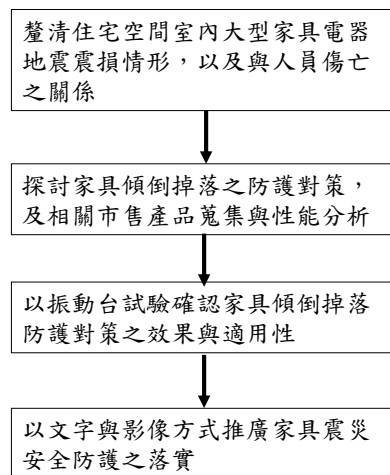 釐清住宅空間室內大型家具電器
地震震損情形，以及與人員傷亡
之關係
探討家具傾倒掉落之防護對策，
及相關市售產品蒐集與性能分析
以振動台試驗確認家具傾倒掉落
防護對策之效果與適用性
以文字與影像方式推廣家具震災
安全防護之落實